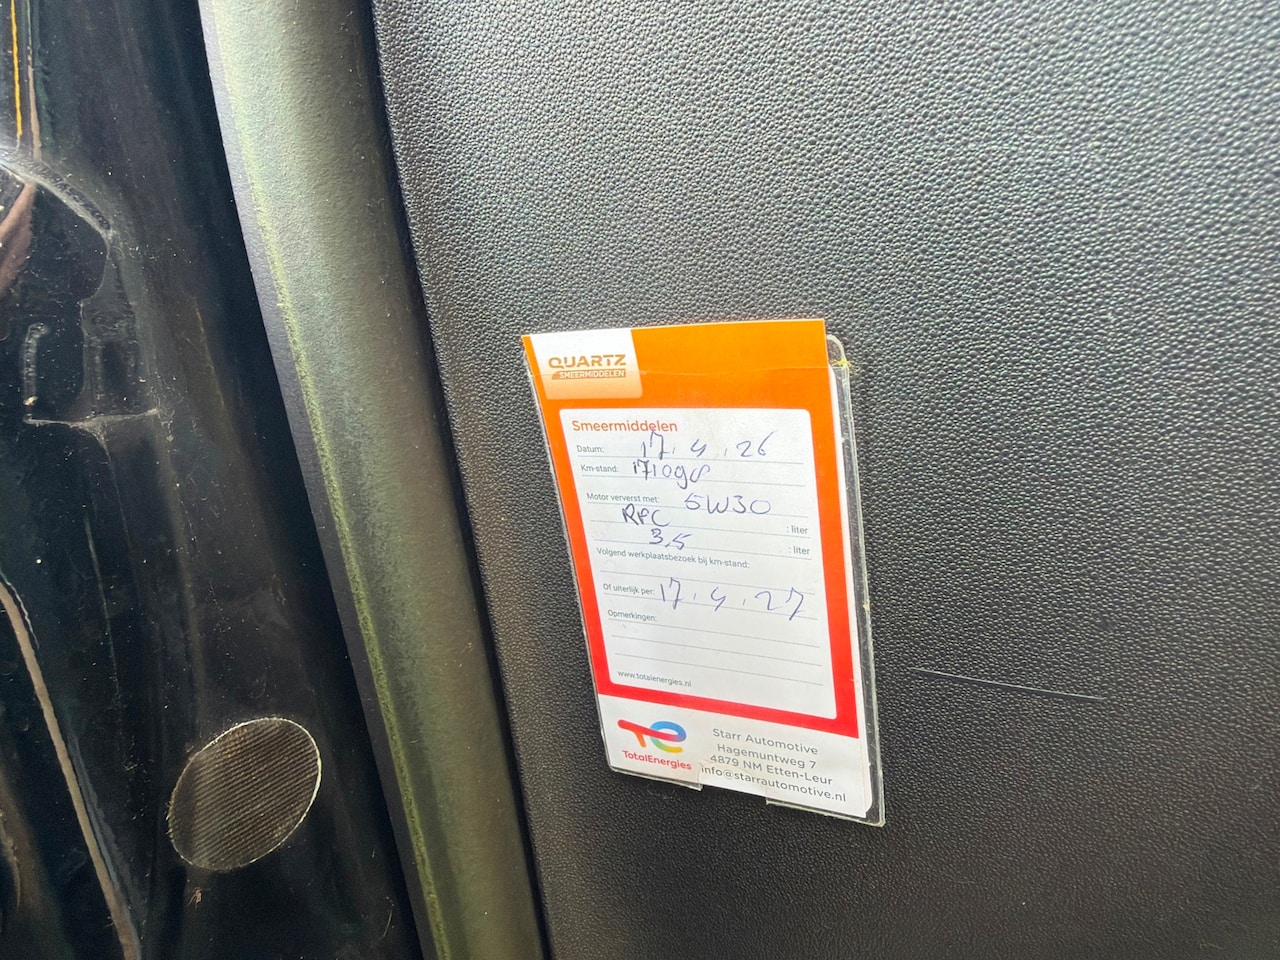 QUARTZ
SMEERMIDDELEN
Smeermiddelen
Datum: 17.4.26
Km-stand: 171098
Motor ververst met: 5W30
RPC : liter
3,5 : liter
Volgend werkplaatsbezoek bij km-stand:
Of uiterlijk per: 17.4.27
Opmerkingen:
www.totalenergies.nl
TotalEnergies
Starr Automotive
Hagemuntweg 7
4879 NM Etten-Leur
info@starrautomotive.nl